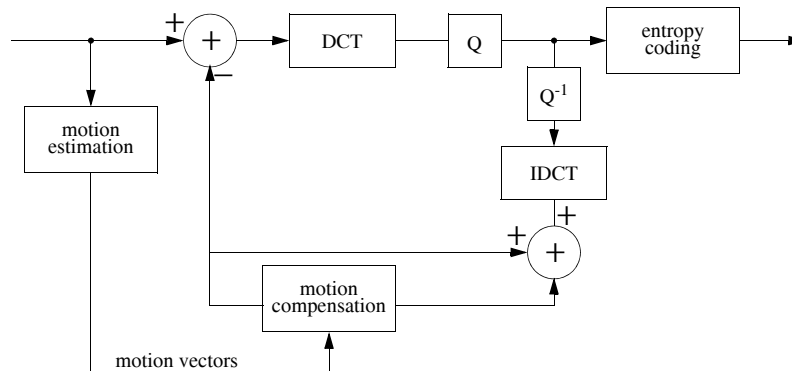 +
+
−
DCT
Q
entropy
coding
Q-1
motion
estimation
IDCT
+
+
+
motion
compensation
motion vectors